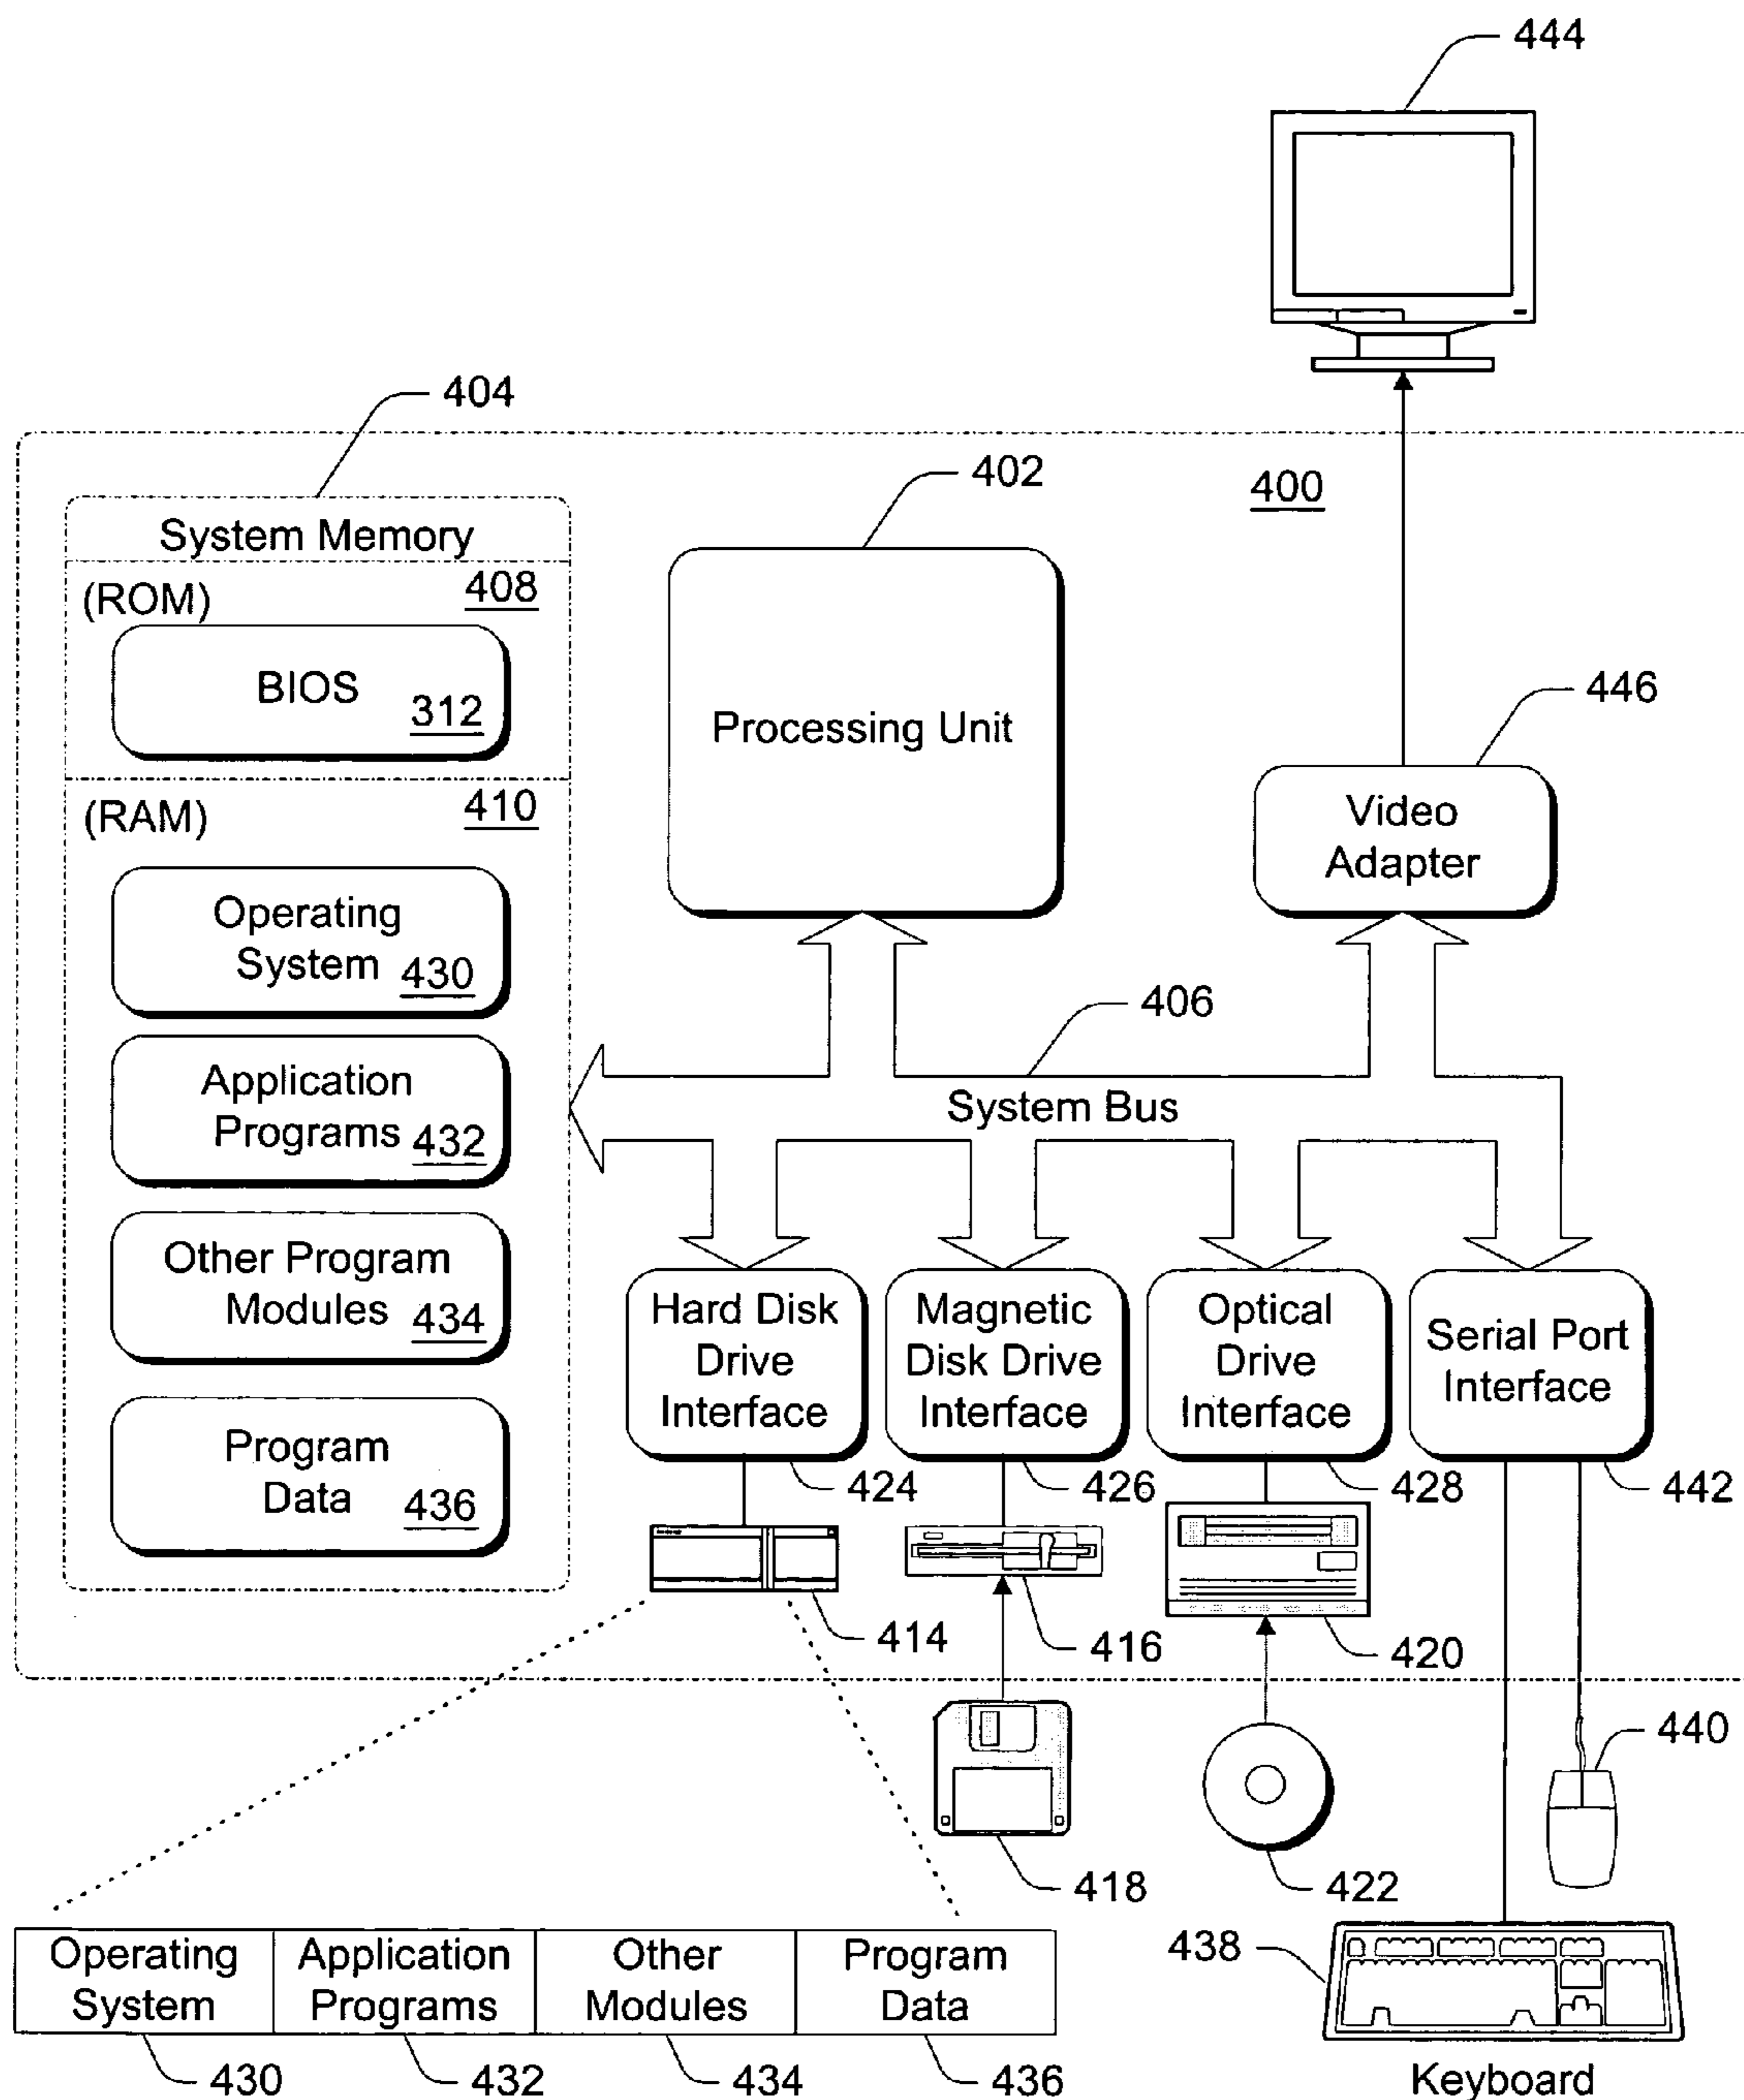 444
404
402
400
System Memory
(ROM)
408
BIOS
312
Processing Unit
446
(RAM)
410
Video
Adapter
Operating
System
430
406
Application
Programs
432
System Bus
Other Program
Modules
434
Hard Disk
Drive
Interface
Magnetic
Disk Drive
Interface
Optical
Drive
Interface
Serial Port
Interface
Program
Data
436
424
426
428
442
414
416
420
440
418
422
438
Operating
System
Application
Programs
Other
Modules
Program
Data
430
432
434
436
Keyboard